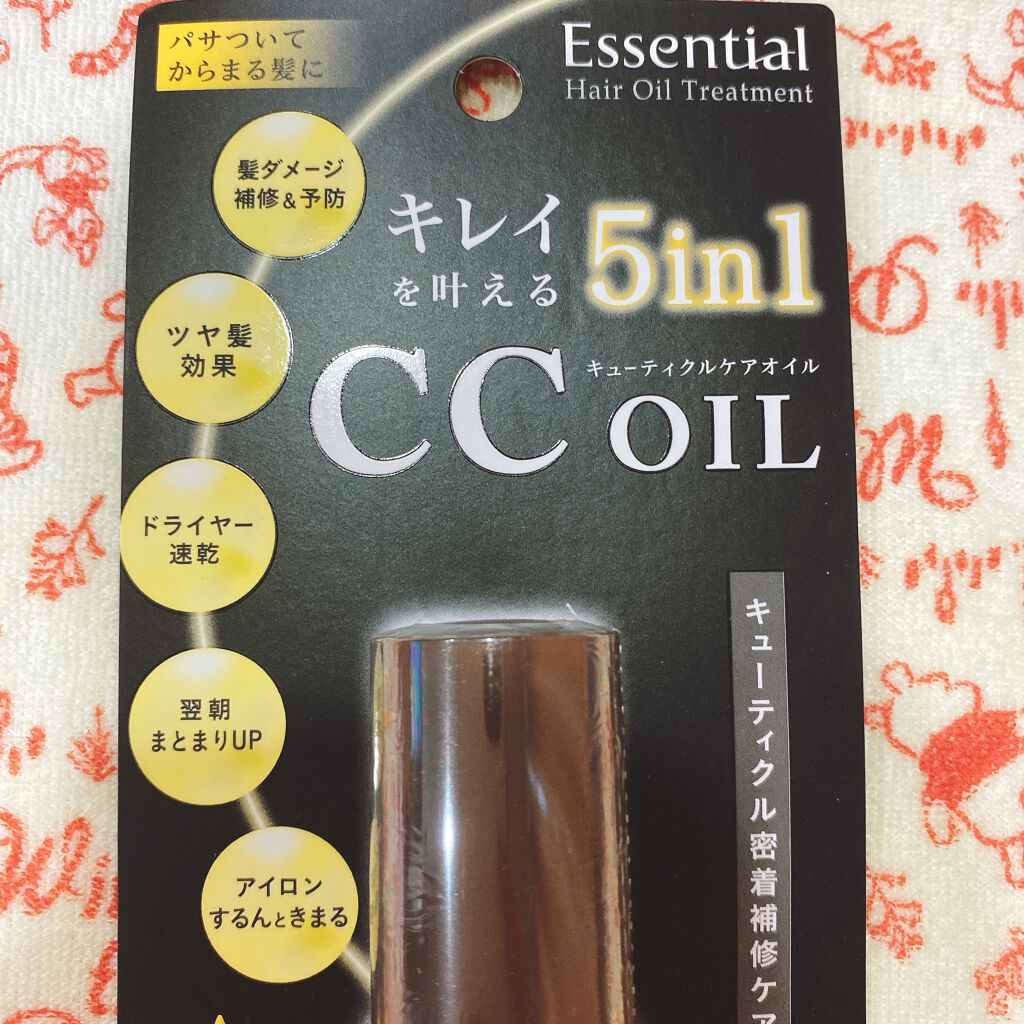 パサついて
からまる髪に
Essential
Hair Oil Treatment
髪ダメージ
補修&予防
キレイ
を叶える
5in1
ツヤ髪
効果
キューティクルケアオイル
CC OIL
ドライヤー
速乾
翌朝
まとまりUP
アイロン
するんときまる
キューティクル密着補修ケア